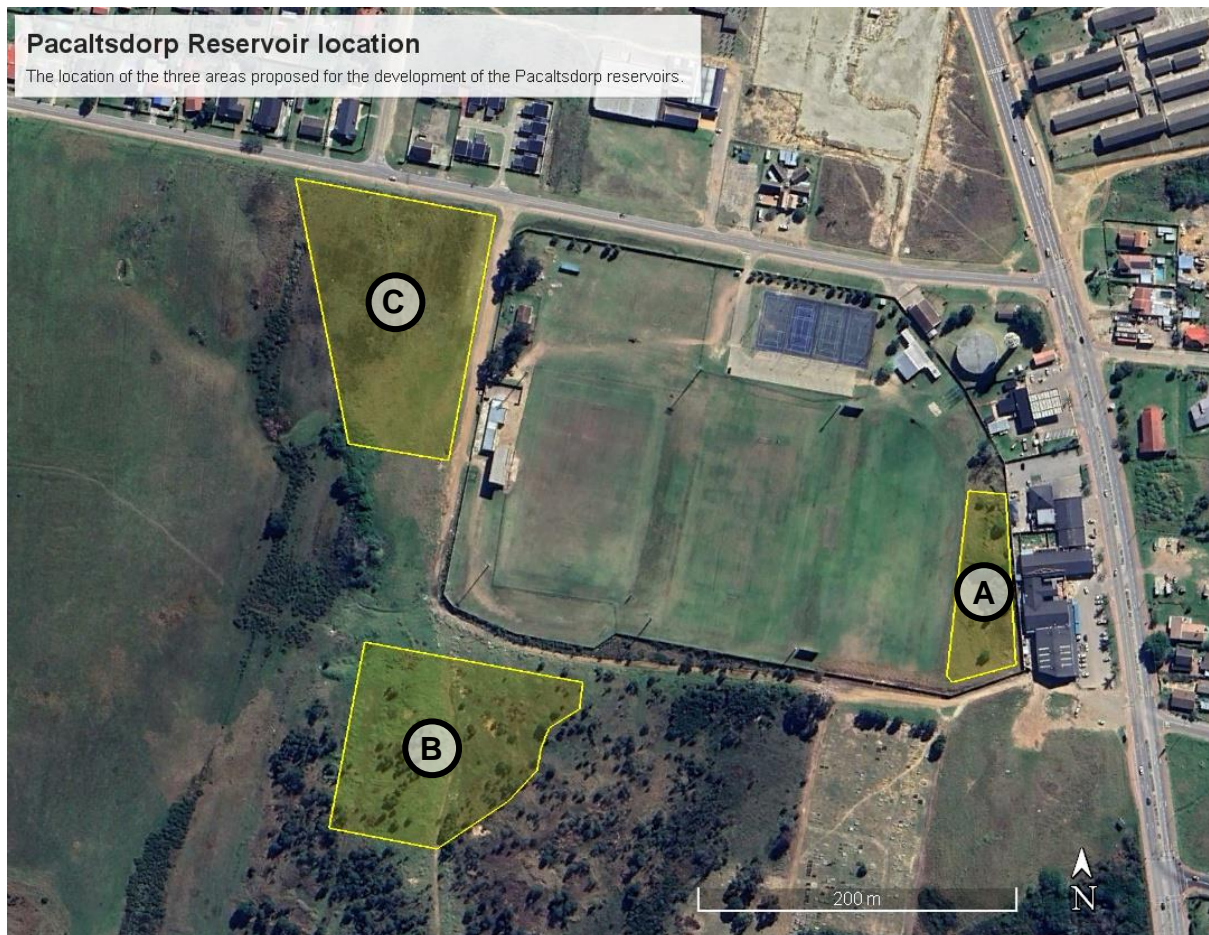 Pacaltsdorp Reservoir location
The location of the three areas proposed for the development of the Pacaltsdorp reservoirs.
C
A
B
200 m
N